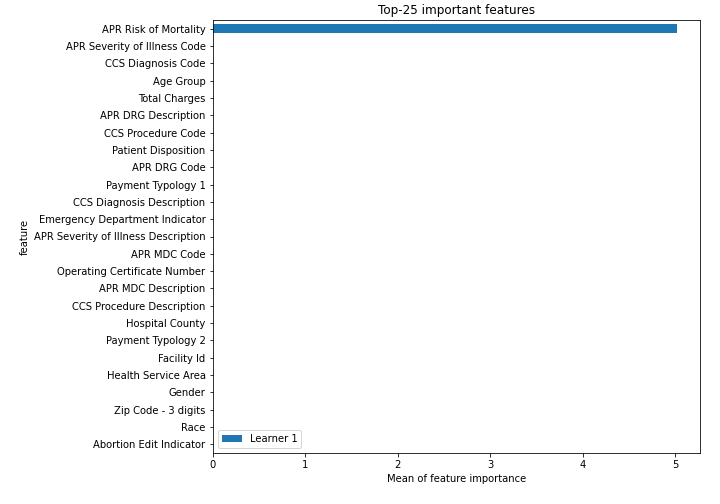 Top-25 important features
APR Risk of Mortality
APR Severity of Illness Code
CCS Diagnosis Code
Age Group
Total Charges
APR DRG Description
CCS Procedure Code
Patient Disposition
APR DRG Code
Payment Typology 1
CCS Diagnosis Description
Emergency Department Indicator
APR Severity of Illness Description
APR MDC Code
Operating Certificate Number
APR MDC Description
CCS Procedure Description
Hospital County
Payment Typology 2
Facility Id
Health Service Area
Gender
Zip Code - 3 digits
Race
Abortion Edit Indicator
feature
Learner 1
0 1 2 3 4 5
Mean of feature importance